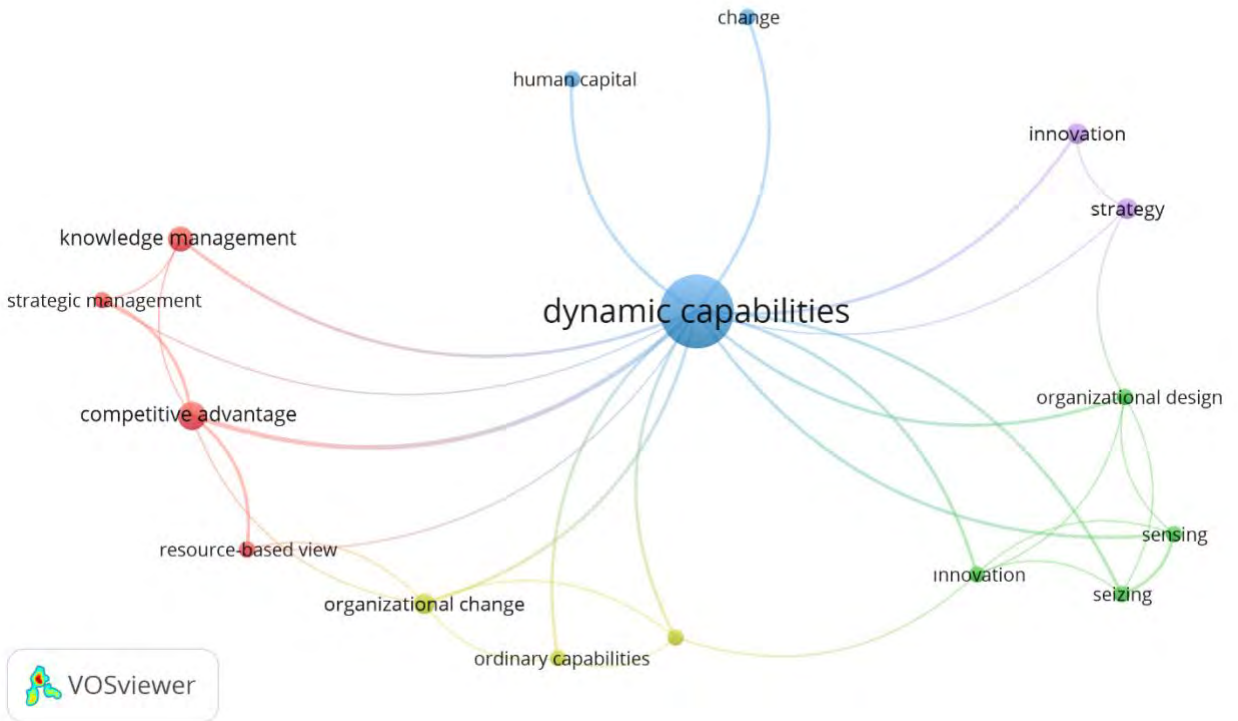 change
human capital
innovation
strategy
knowledge management
strategic management
dynamic capabilities
competitive advantage
organizational design
resource-based view
sensing
ınnovation
seizing
organizational change
ordinary capabilities
VOSviewer